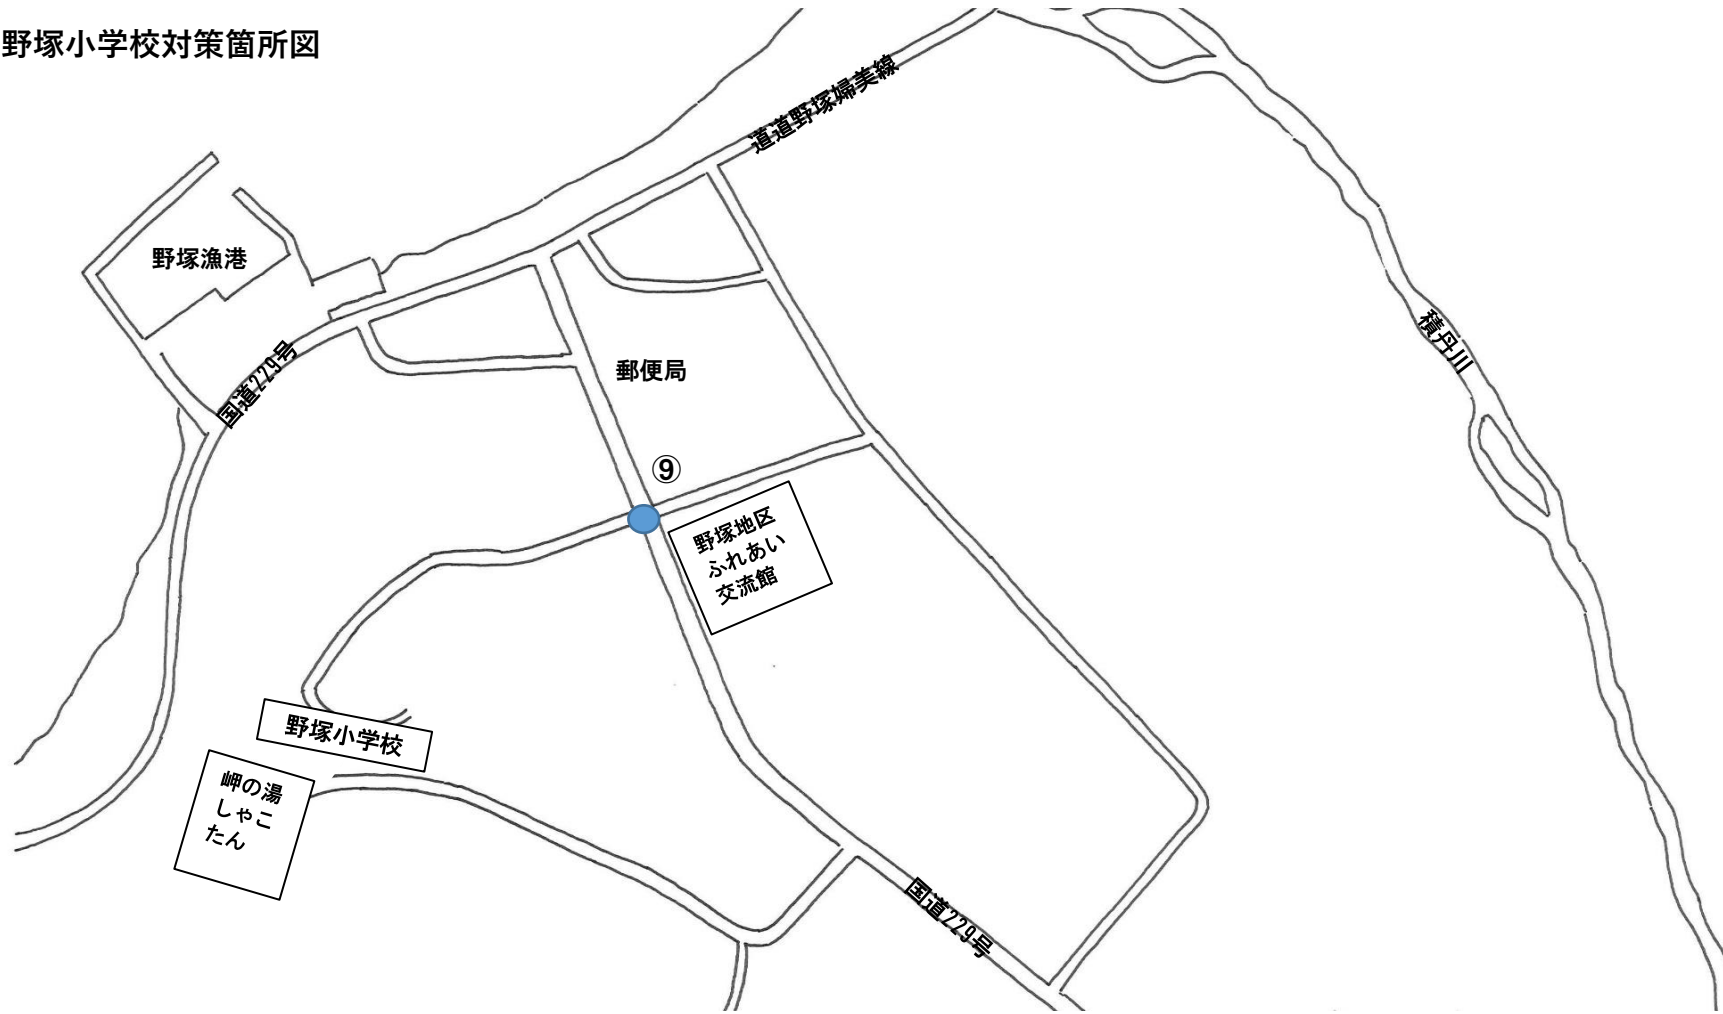 野塚小学校対策箇所図
道道野塚婦美線
野塚漁港
国道229号
郵便局
積丹川
⑨
野塚地区
ふれあい
交流館
野塚小学校
岬の湯
しゃこ
たん
国道229号